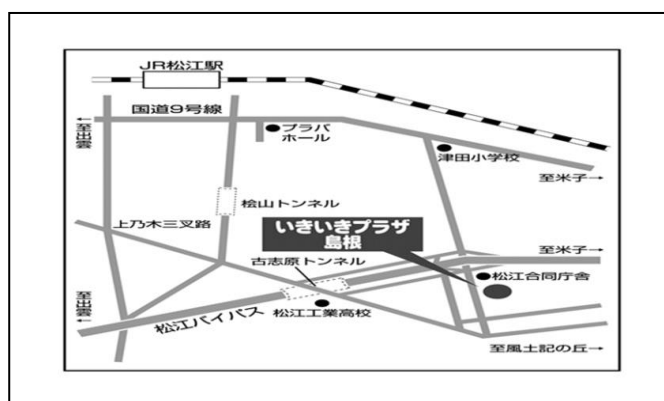 JR松江駅
国道9号線
至出雲
プラバ
ホール
津田小学校
至米子
桧山トンネル
上乃木三叉路
いきいきプラザ
島根
至米子
古志原トンネル
松江合同庁舎
至出雲
松江バイパス
松江工業高校
至風土記の丘